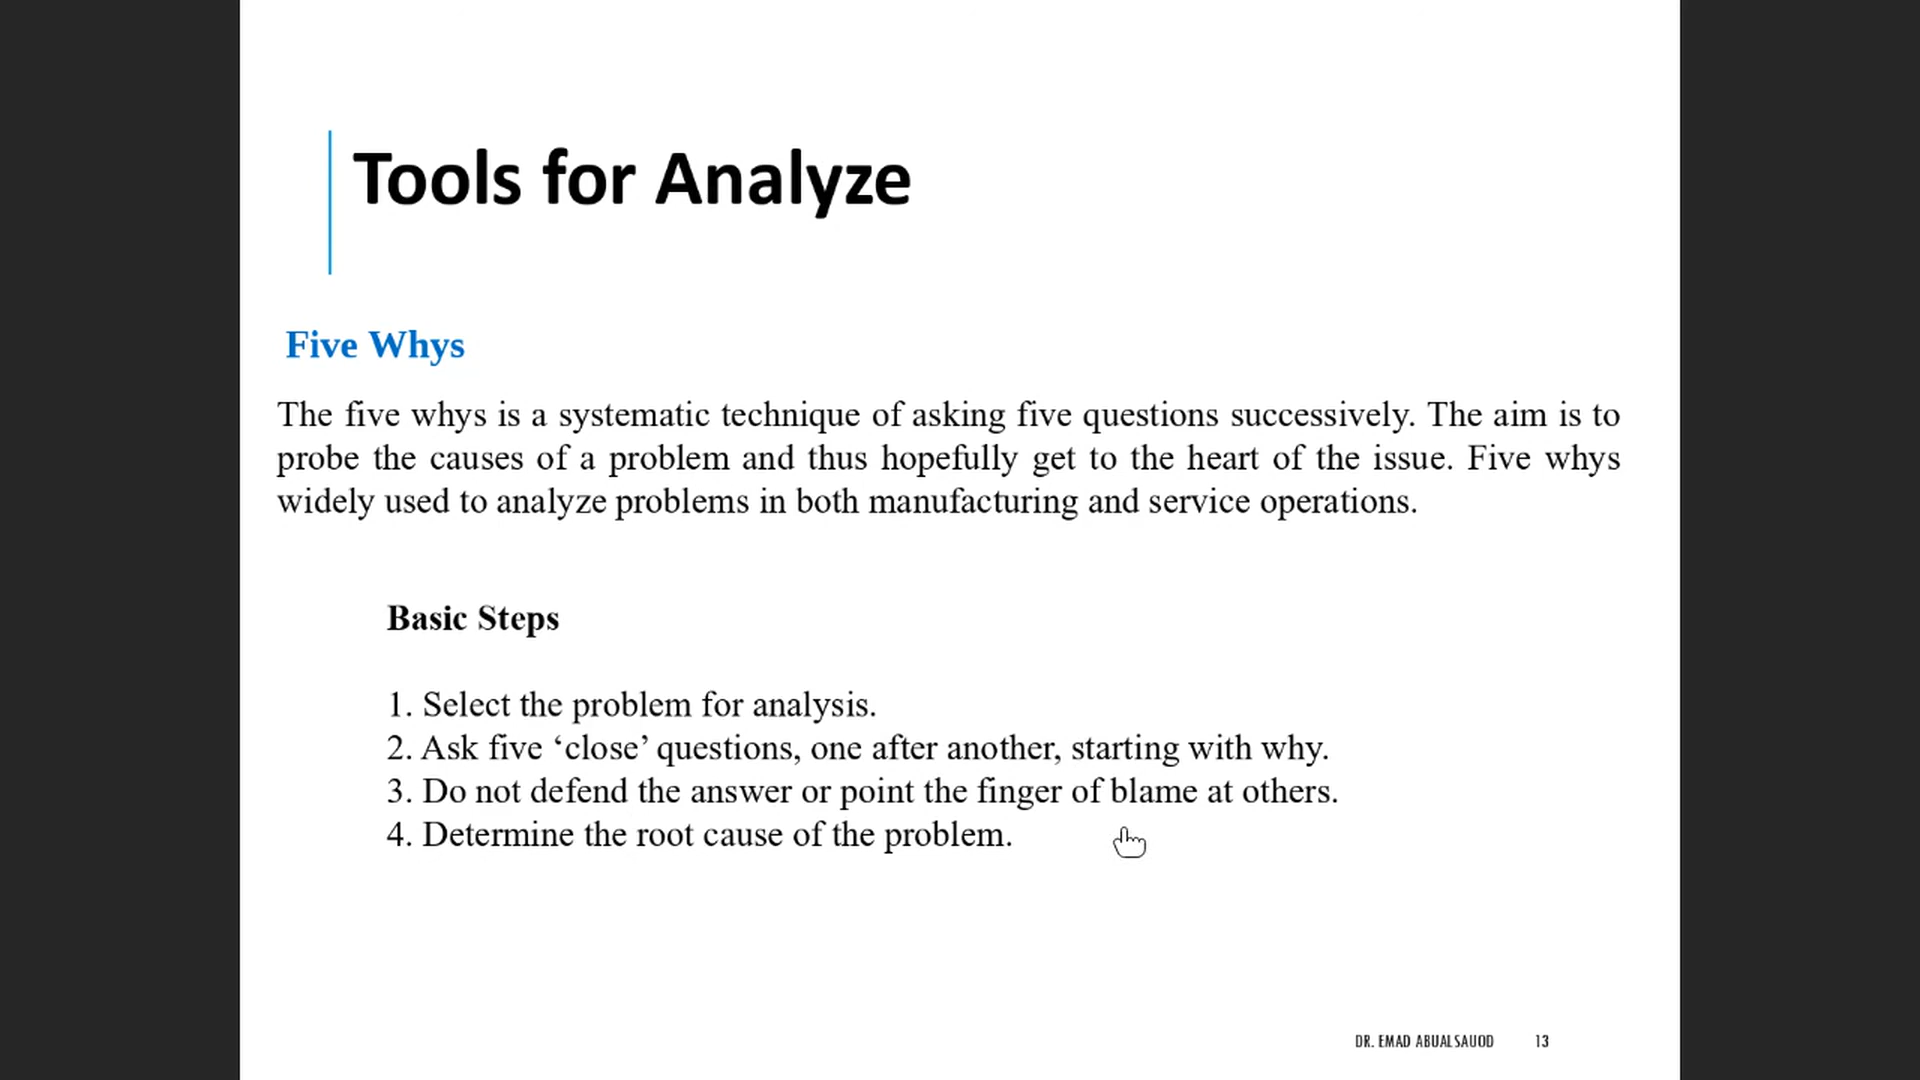 Tools for Analyze
Five Whys
The five whys is a systematic technique of asking five questions successively. The aim is to
probe the causes of a problem and thus hopefully get to the heart of the issue. Five whys
widely used to analyze problems in both manufacturing and service operations.
Basic Steps
1. Select the problem for analysis.
2. Ask five ‘close’ questions, one after another, starting with why.
3. Do not defend the answer or point the finger of blame at others.
4. Determine the root cause of the problem.
DR. EMAD ABUALSAUOD 13